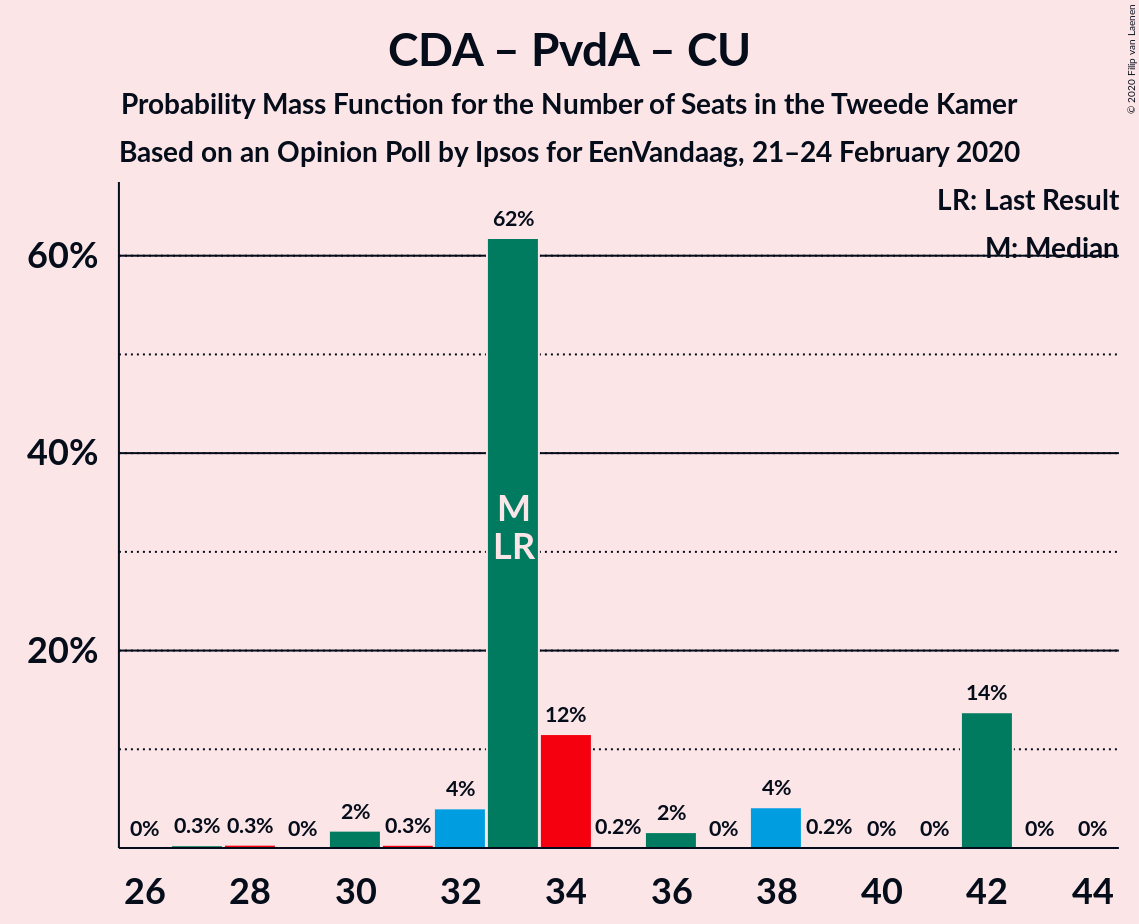 CDA – PvdA – CU
Probability Mass Function for the Number of Seats in the Tweede Kamer
Based on an Opinion Poll by Ipsos for EenVandaag, 21–24 February 2020
© 2020 Filip van Laenen
LR: Last Result
M: Median
60%
40%
20%
0%
0.3%
0.3%
0%
2%
0.3%
4%
62%
M
LR
12%
0.2%
2%
0%
4%
0.2%
0%
0%
14%
0%
0%
26 28 30 32 34 36 38 40 42 44